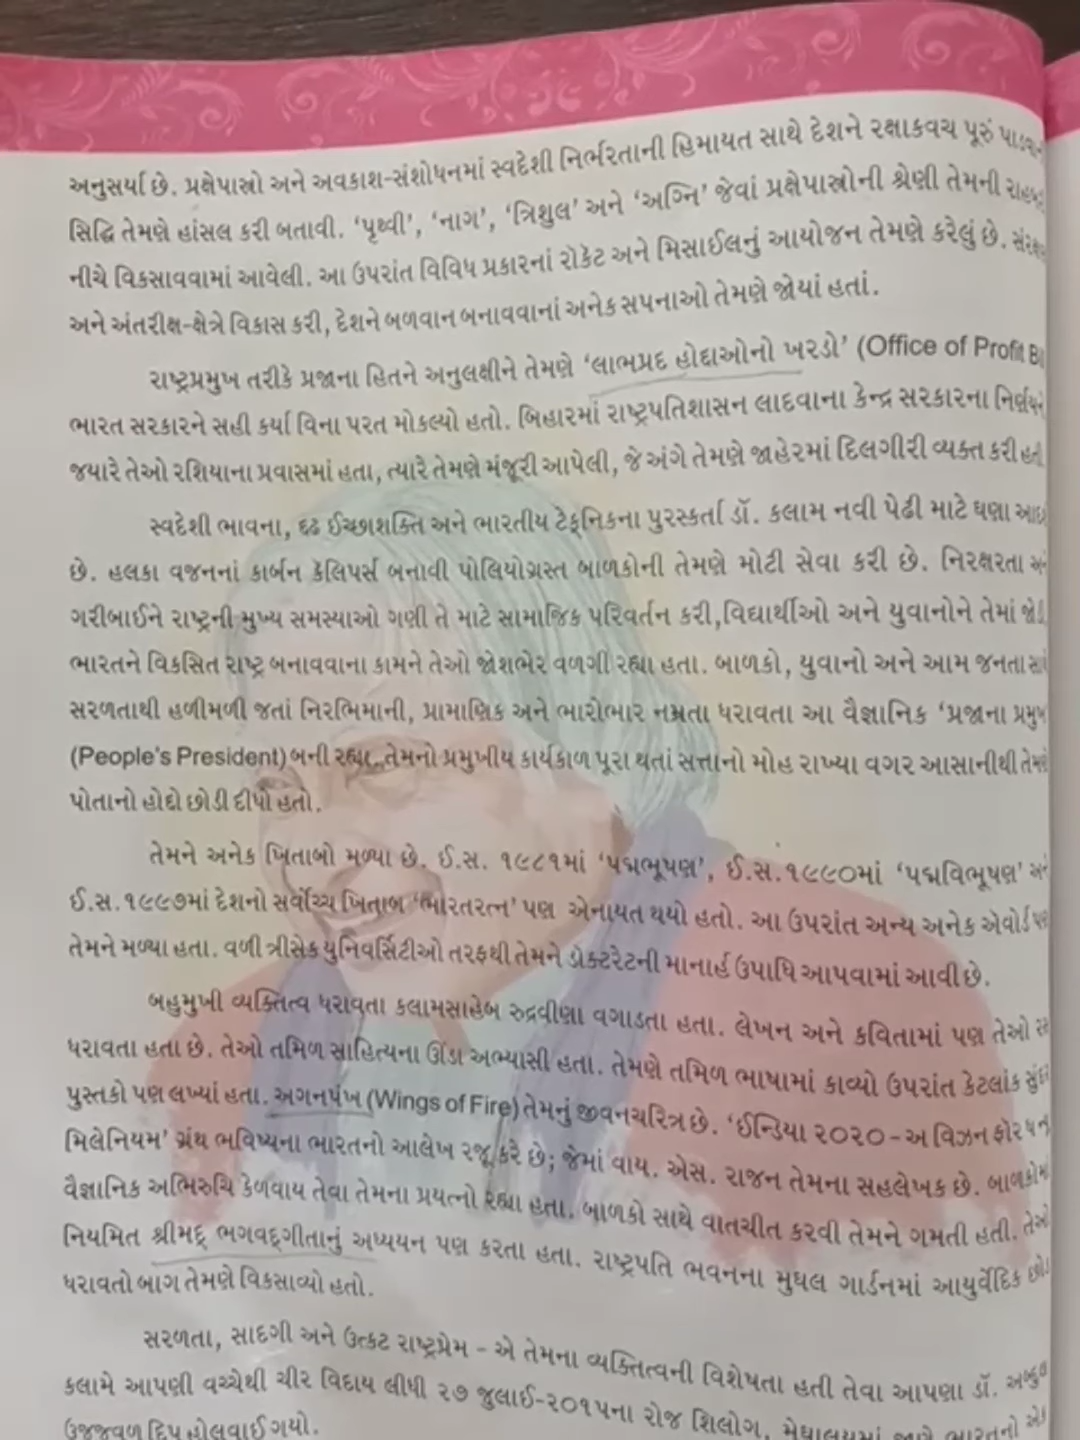 અનુસર્યા છે. પ્રક્ષેપાસ્ત્રો અને અવકાશ-સંશોધનમાં સ્વદેશી નિર્ભરતાની હિમાયત સાથે દેશને રક્ષાકવચ પૂરું
સિદ્ધિ તેમણે હાંસલ કરી બતાવી. ‘પૃથ્વી’, ‘નાગ’, ‘ત્રિશુલ’ અને ‘અગ્નિ’ જેવાં પ્રક્ષેપાસ્ત્રોની શ્રેણી તેમની
નીચે વિકસાવવામાં આવેલી. આ ઉપરાંત વિવિધ પ્રકારનાં રૉકેટ અને મિસાઈલનું આયોજન તેમણે કરેલું છે.
અને અંતરીક્ષ-ક્ષેત્રે વિકાસ કરી, દેશને બળવાન બનાવવાનાં અનેક સપનાઓ તેમણે જોયાં હતાં.
રાષ્ટ્રપ્રમુખ તરીકે પ્રજાના હિતને અનુલક્ષીને તેમણે ‘લાભપ્રદ હોદ્દાઓનો ખરડો’ (Office of Profit
ભારત સરકારને સહી કર્યા વિના પરત મોકલ્યો હતો. બિહારમાં રાષ્ટ્રપતિશાસન લાદવાના કેન્દ્ર સરકારના
જયારે તેઓ રશિયાના પ્રવાસમાં હતા, ત્યારે તેમણે મંજૂરી આપેલી, જે અંગે તેમણે જાહેરમાં દિલગીરી વ્યક્ત કરી
સ્વદેશી ભાવના, દૃઢ ઈચ્છાશક્તિ અને ભારતીય ટેક્નિકના પુરસ્કર્તા ડૉ. કલામ નવી પેઢી માટે ઘણા
છે. હલકા વજનનાં કાર્બન કૅલિપર્સ બનાવી પોલિયોગ્રસ્ત બાળકોની તેમણે મોટી સેવા કરી છે. નિરક્ષરતા
ગરીબાઈને રાષ્ટ્રની મુખ્ય સમસ્યાઓ ગણી તે માટે સામાજિક પરિવર્તન કરી,વિદ્યાર્થીઓ અને યુવાનોને તેમાં
ભારતને વિકસિત રાષ્ટ્ર બનાવવાના કામને તેઓ જોશભેર વળગી રહ્યા હતા. બાળકો, યુવાનો અને આમ જનતા
સરળતાથી હળીમળી જતાં નિરભિમાની, પ્રામાણિક અને ભારોભાર નમ્રતા ધરાવતા આ વૈજ્ઞાનિક ‘પ્રજાના પ્રમુખ
(People's President) બની રહ્યા. તેમનો પ્રમુખીય કાર્યકાળ પૂરા થતાં સત્તાનો મોહ રાખ્યા વગર આસાનીથી
પોતાનો હોદ્દો છોડી દીધો હતો.
તેમને અનેક ખિતાબો મળ્યા છે. ઈ.સ. ૧૯૮૧માં ‘પદ્મભૂષણ’, ઈ.સ.૧૯૯૦માં ‘પદ્મવિભૂષણ’
ઈ.સ.૧૯૯૭માં દેશનો સર્વોચ્ચ ખિતાબ ‘ભારતરત્ન’ પણ એનાયત થયો હતો. આ ઉપરાંત અન્ય અનેક ઍવોર્ડ
તેમને મળ્યા હતા. વળી ત્રીસેક યુનિવર્સિટીઓ તરફથી તેમને ડૉક્ટરેટની માનાર્હ ઉપાધિ આપવામાં આવી છે.
બહુમુખી વ્યક્તિત્વ ધરાવતા કલામસાહેબ રુદ્રવીણા વગાડતા હતા. લેખન અને કવિતામાં પણ તેઓ
ધરાવતા હતા છે. તેઓ તમિળ સાહિત્યના ઊંડા અભ્યાસી હતા. તેમણે તમિળ ભાષામાં કાવ્યો ઉપરાંત કેટલાંક
પુસ્તકો પણ લખ્યાં હતા. અગનપંખ (Wings of Fire) તેમનું જીવનચરિત્ર છે. ‘ઈન્ડિયા ૨૦૨૦-અ વિઝન ફોર
મિલેનિયમ’ ગ્રંથ ભવિષ્યના ભારતનો આલેખ રજૂ કરે છે; જેમાં વાય. એસ. રાજન તેમના સહલેખક છે.
વૈજ્ઞાનિક અભિરુચિ કેળવાય તેવા તેમના પ્રયત્નો રહ્યા હતા. બાળકો સાથે વાતચીત કરવી તેમને ગમતી હતી.
નિયમિત શ્રીમદ્ ભગવદ્ગીતાનું અધ્યયન પણ કરતા હતા. રાષ્ટ્રપતિ ભવનના મુઘલ ગાર્ડનમાં આયુર્વેદિક
ધરાવતો બાગ તેમણે વિકસાવ્યો હતો.
સરળતા, સાદગી અને ઉત્કટ રાષ્ટ્રપ્રેમ - એ તેમના વ્યક્તિત્વની વિશેષતા હતી તેવા આપણા ડૉ.
કલામે આપણી વચ્ચેથી ચીર વિદાય લીધી ૨૭ જુલાઈ-૨૦૧૫ના રોજ શિલોંગ, મેઘાલયમાં
ઉજ્જવળ દિપ હોલવાઈ ગયો.